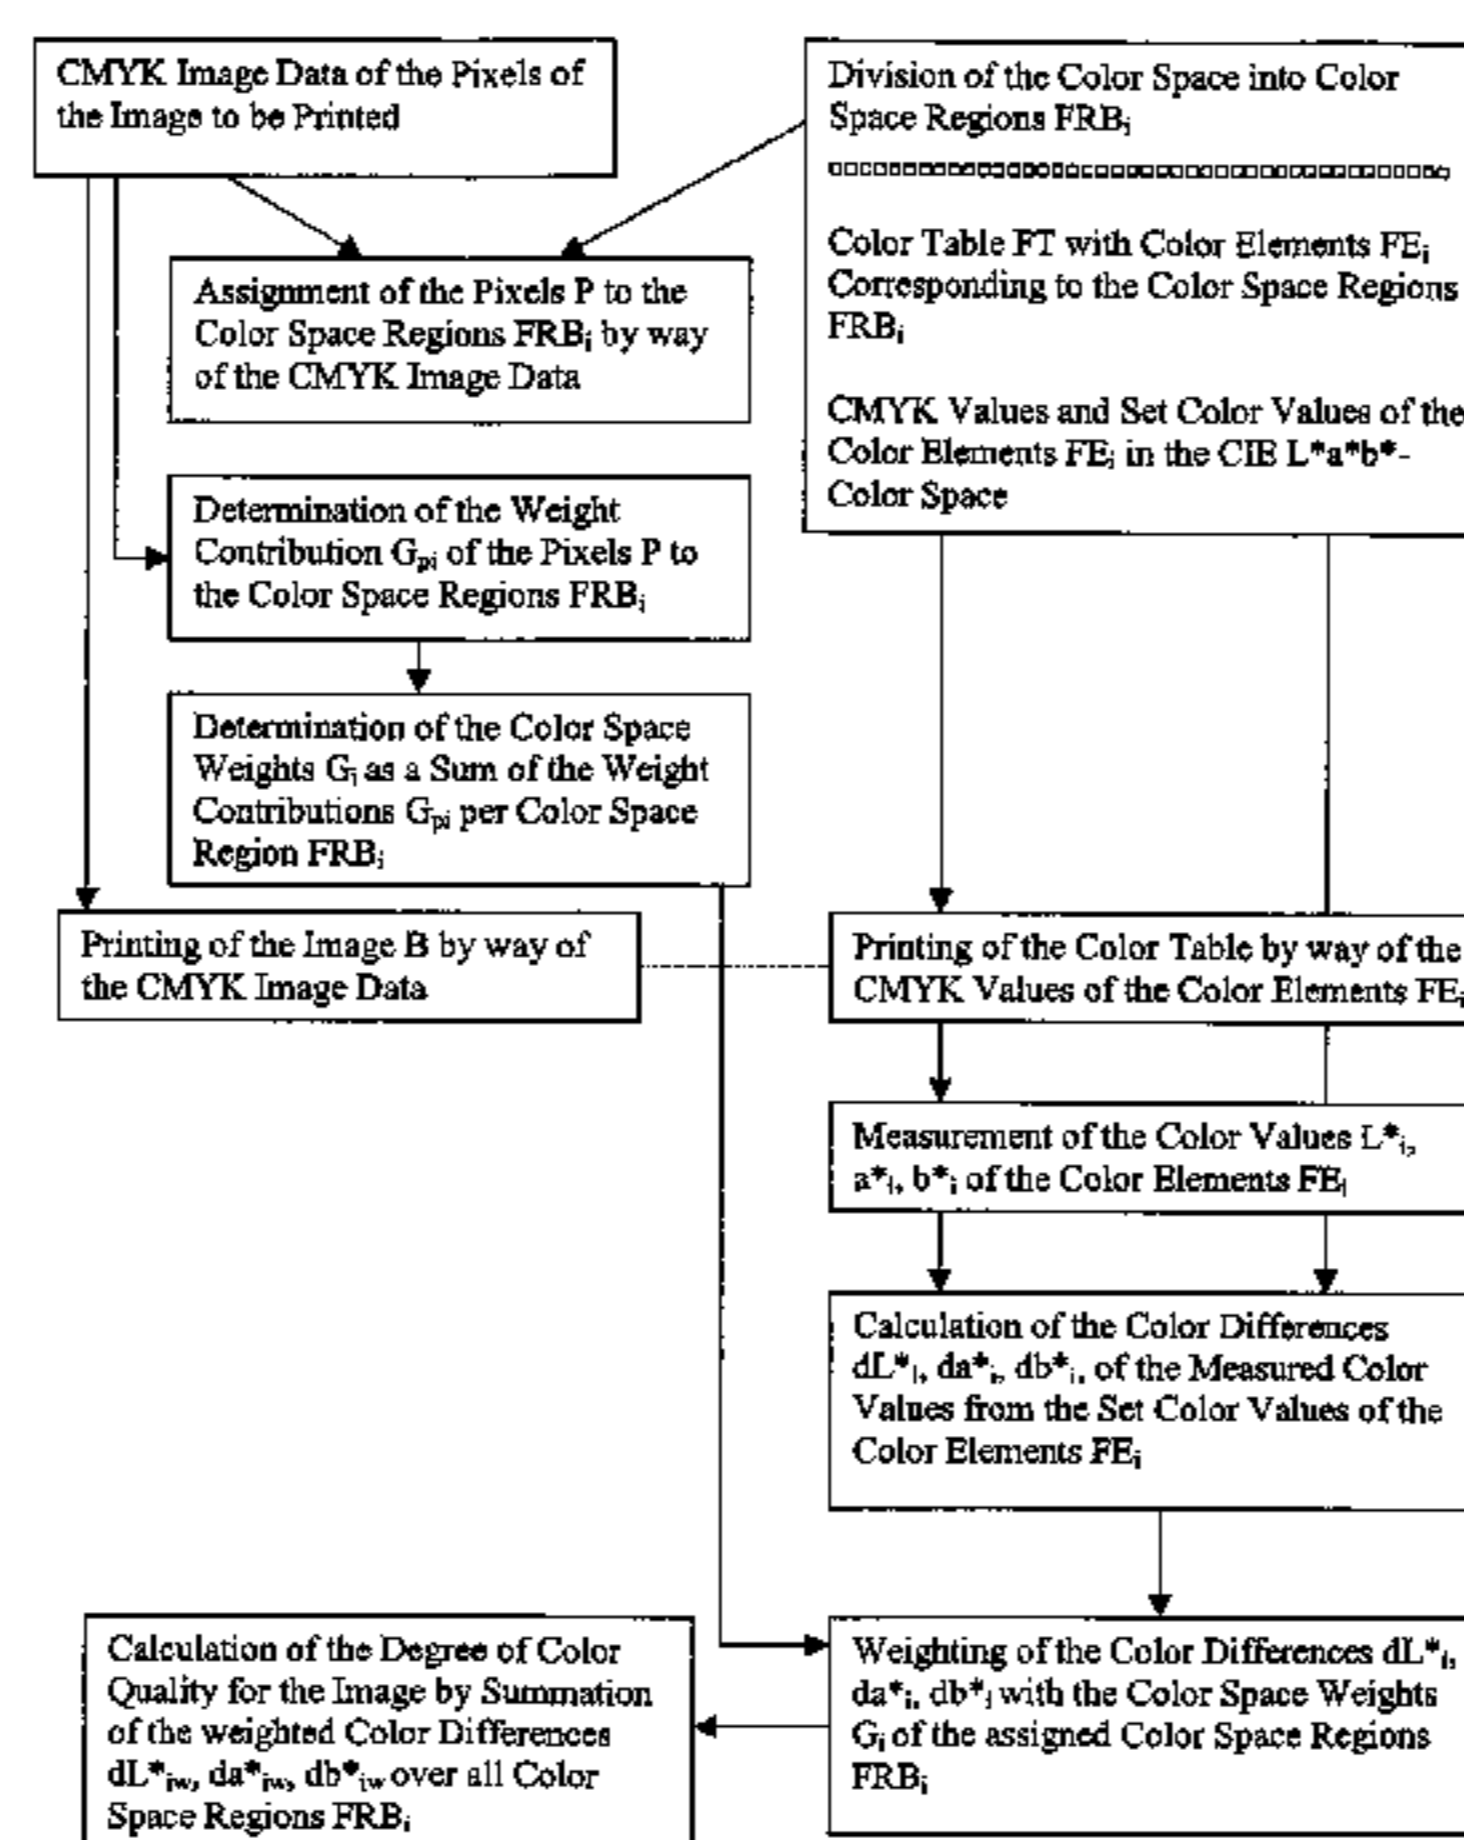 CMYK Image Data of the Pixels of
the Image to be Printed
Division of the Color Space into Color
Space Regions FRBi
Color Table FT with Color Elements FEi
Corresponding to the Color Space Regions
FRBi
CMYK Values and Set Color Values of the
Color Elements FEi in the CIE L*a*b*-
Color Space
Assignment of the Pixels P to the
Color Space Regions FRBi by way
of the CMYK Image Data
Determination of the Weight
Contribution Gpi of the Pixels P to
the Color Space Regions FRBi
Determination of the Color Space
Weights Gi as a Sum of the Weight
Contributions Gpi per Color Space
Region FRBi
Printing of the Image B by way of
the CMYK Image Data
Printing of the Color Table by way of the
CMYK Values of the Color Elements FEi
Measurement of the Color Values L*i,
a*i, b*i of the Color Elements FEi
Calculation of the Color Differences
dL*i, da*i, db*i, of the Measured Color
Values from the Set Color Values of the
Color Elements FEi
Weighting of the Color Differences dL*i,
da*i, db*i with the Color Space Weights
Gi of the assigned Color Space Regions
FRBi
Calculation of the Degree of Color
Quality for the Image by Summation
of the weighted Color Differences
dL*iw, da*iw, db*iw over all Color
Space Regions FRBi